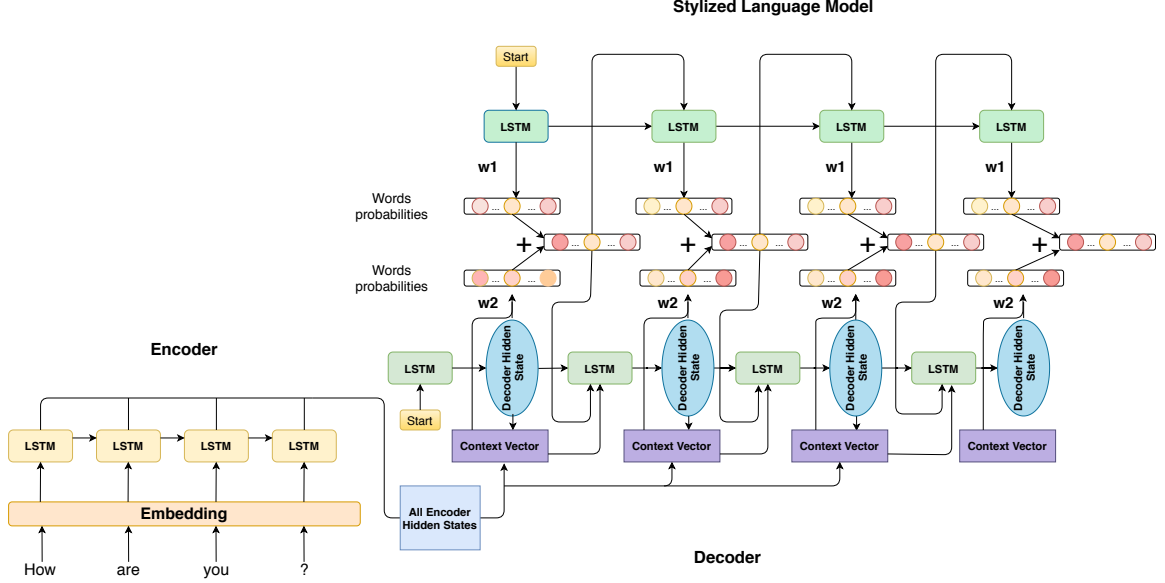 Stylized Language Model
Start
LSTM
LSTM
LSTM
LSTM
w1
w1
w1
Words
probabilities
... ...
... ...
... ...
... ...
+
... ...
+
... ...
+
... ...
+
... ...
Words
probabilities
... ...
... ...
... ...
... ...
w2
w2
w2
Encoder
LSTM
Decoder Hidden
State
LSTM
Decoder Hidden
State
LSTM
Decoder Hidden
State
LSTM
Decoder Hidden
State
Start
LSTM
LSTM
LSTM
LSTM
Context Vector
Context Vector
Context Vector
Context Vector
Embedding
All Encoder
Hidden States
How
are
you
?
Decoder